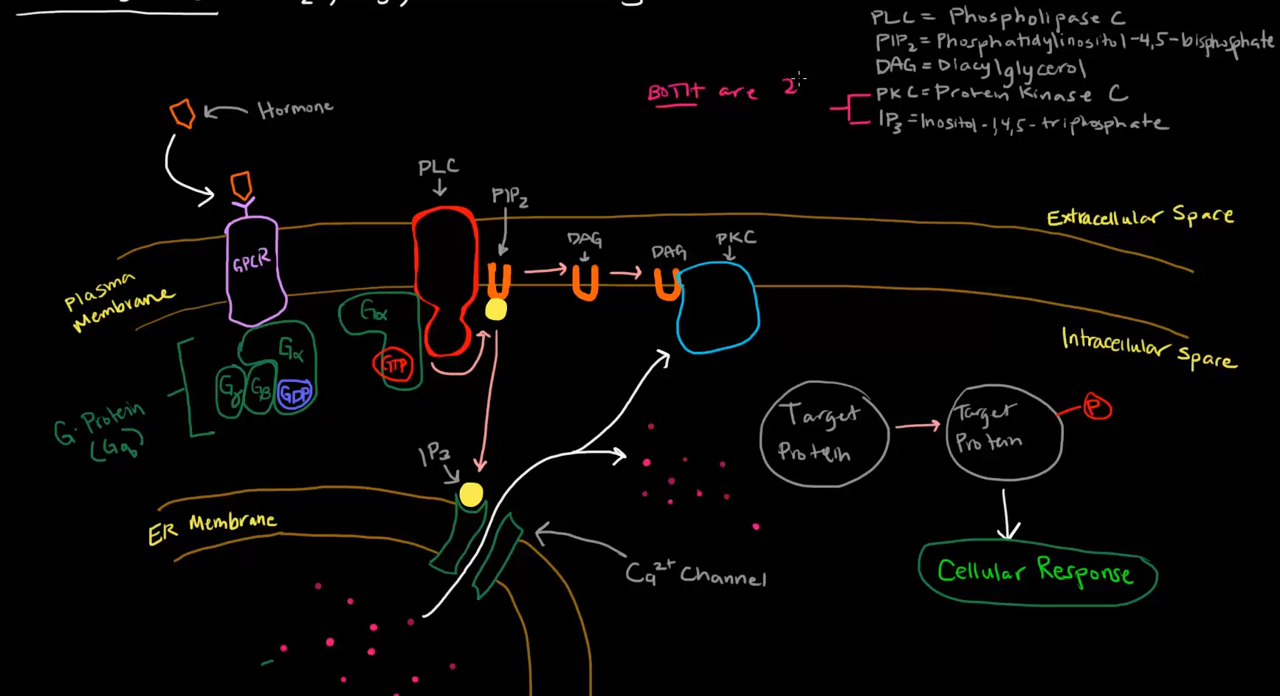 PLC = Phospholipase C
PIP2 = Phosphatidylinositol-4,5-bisphosphate
DAG = Diacylglycerol
BOTH are 2
PKC = Protein Kinase C
IP3 = Inositol-1,4,5-triphosphate
Hormone
PLC
PIP2
Extracellular Space
GPCR
DAG
DAG
PKC
Plasma
Membrane
Gα
Intracellular Space
Gα
GTP
Gγ
Gβ
GDP
G-Protein
(Gαq)
Target
Protein
Target
Protein
P
IP3
ER Membrane
Ca2+ Channel
Cellular Response